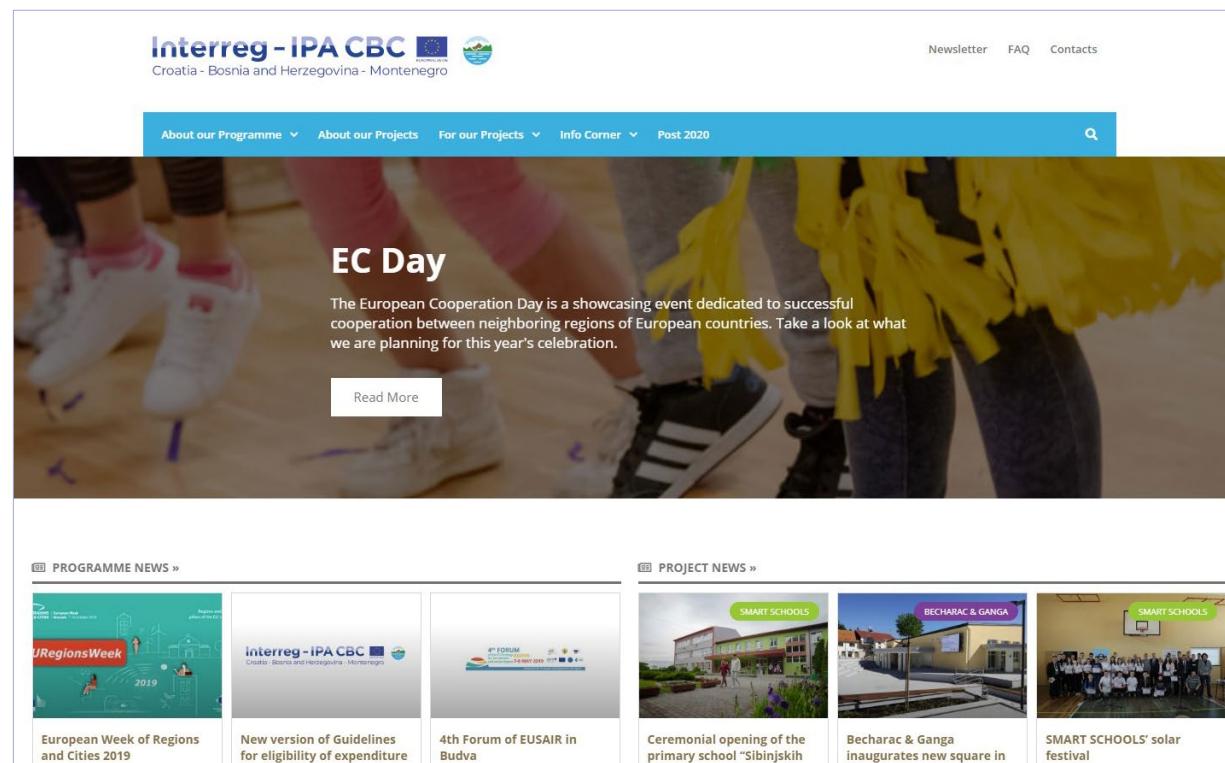 Interreg - IPA CBC
Croatia - Bosnia and Herzegovina - Montenegro
Newsletter FAQ Contacts
About our Programme About our Projects For our Projects Info Corner Post 2020
EC Day
The European Cooperation Day is a showcasing event dedicated to successful
cooperation between neighboring regions of European countries. Take a look at what
we are planning for this year's celebration.
Read More
PROGRAMME NEWS »
URegionsWeek
2019
European Week of Regions
and Cities 2019
Interreg - IPA CBC
Croatia - Bosnia and Herzegovina - Montenegro
New version of Guidelines
for eligibility of expenditure
4th FORUM
7-8 MAY 2019
4th Forum of EUSAIR in
Budva
PROJECT NEWS »
SMART SCHOOLS
Ceremonial opening of the
primary school "Sibinjskih
BECHARAC & GANGA
Becharac & Ganga
inaugurates new square in
SMART SCHOOLS
SMART SCHOOLS' solar
festival